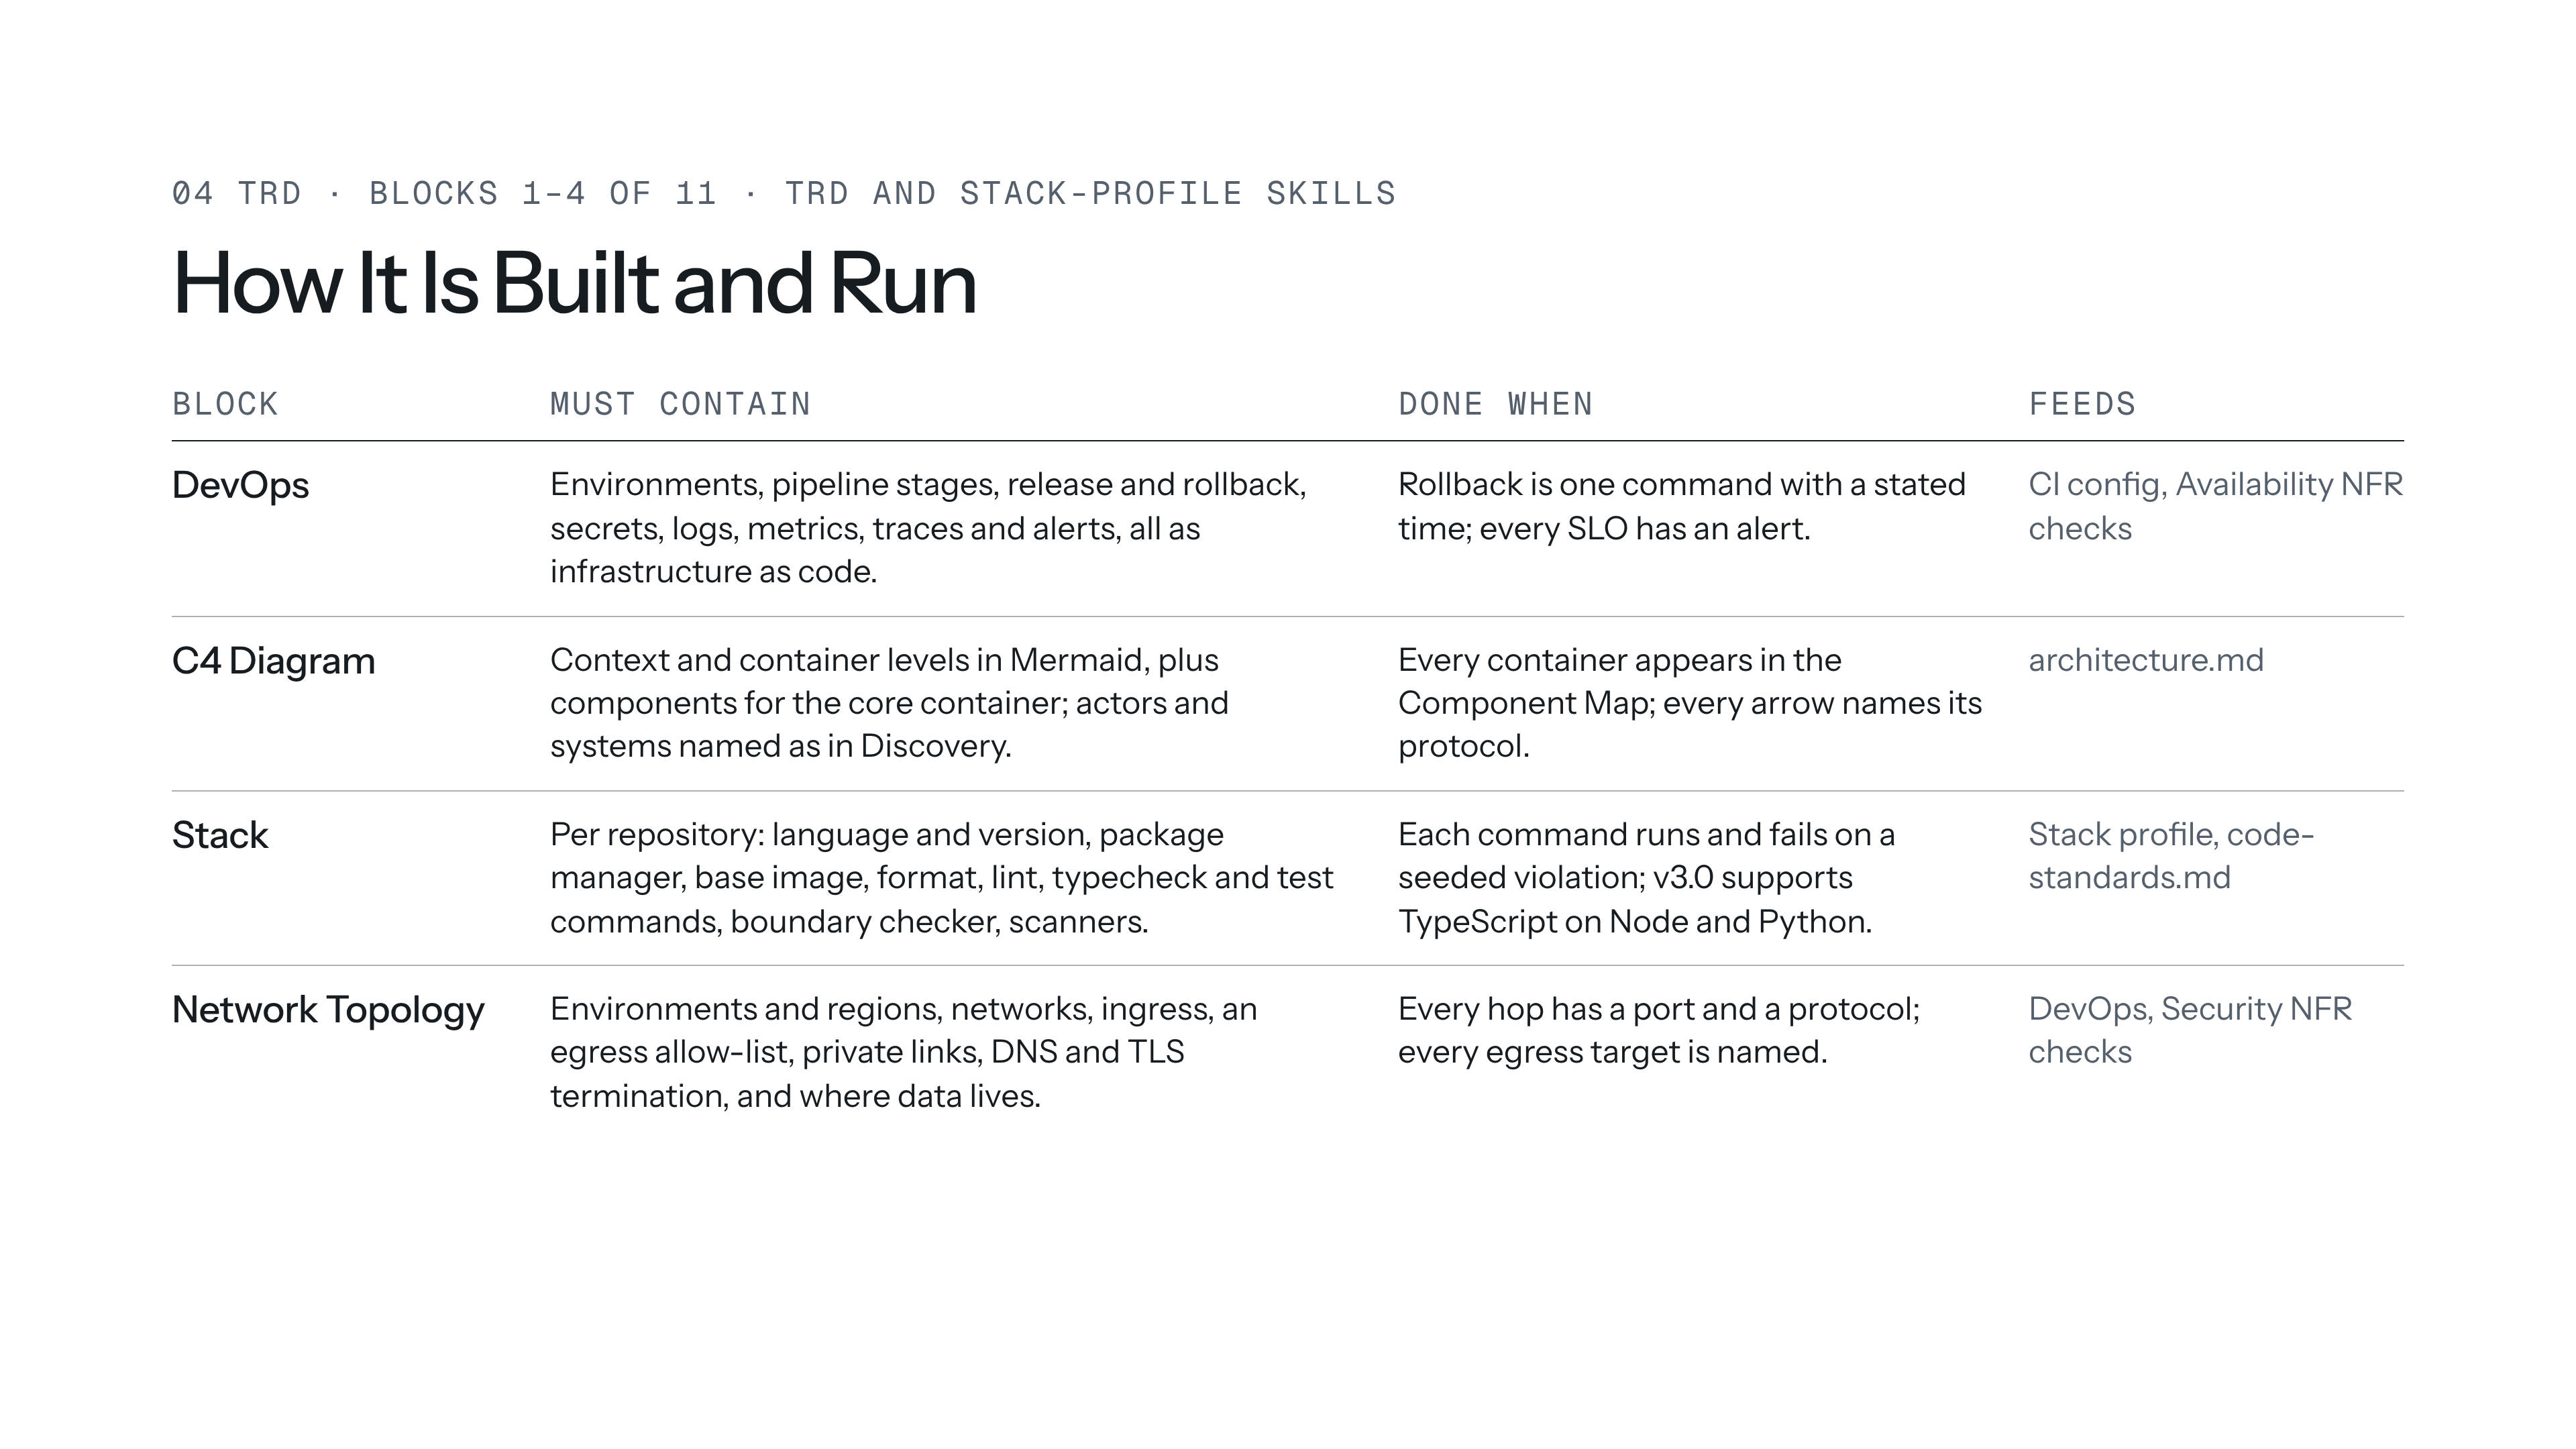 04 TRD · BLOCKS 1–4 OF 11 · TRD AND STACK-PROFILE SKILLS
How It Is Built and Run
BLOCK
MUST CONTAIN
DONE WHEN
FEEDS
DevOps
Environments, pipeline stages, release and rollback,
secrets, logs, metrics, traces and alerts, all as
infrastructure as code.
Rollback is one command with a stated
time; every SLO has an alert.
CI config, Availability NFR
checks
C4 Diagram
Context and container levels in Mermaid, plus
components for the core container; actors and
systems named as in Discovery.
Every container appears in the
Component Map; every arrow names its
protocol.
architecture.md
Stack
Per repository: language and version, package
manager, base image, format, lint, typecheck and test
commands, boundary checker, scanners.
Each command runs and fails on a
seeded violation; v3.0 supports
TypeScript on Node and Python.
Stack profile, code-
standards.md
Network Topology
Environments and regions, networks, ingress, an
egress allow-list, private links, DNS and TLS
termination, and where data lives.
Every hop has a port and a protocol;
every egress target is named.
DevOps, Security NFR
checks